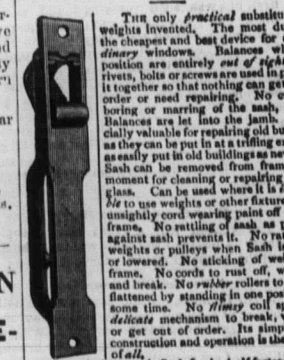 THE only practical substitu
weights invented. The most du
the cheapest and best device for
dinary windows. Balances wh
position are entirely out of sigh
rivets, bolts or screws are used in p
it together so that nothing can get
order or need repairing. No c
boring or marring of the sash,
Balances are let into the jamb.
cially valuable for repairing old bu
as they can be put in at a trifling e
as easily put in old buildings as ne
Sash can be removed from fram
moment for cleaning or repairing
glass. Can be used where it is
ble to use weights or other fixture
unsightly cord wearing paint off
frame. No rattling of sash as p
against sash prevents it. No ra
weights or pulleys when Sash i
or lowered. No sticking of we
frame. No cords to rust off, w
and break. No rubber rollers to
flattened by standing in one pos
some time. No flimsy coil s
delicate mechanism to break,
or get out of order. Its simp
construction and operation is the
of all,
ar
s.
N